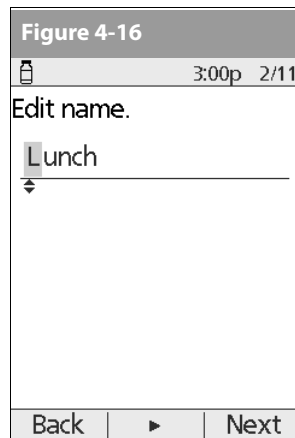 Figure 4-16
3:00p 2/11
Edit name.
Lunch
Back ► Next